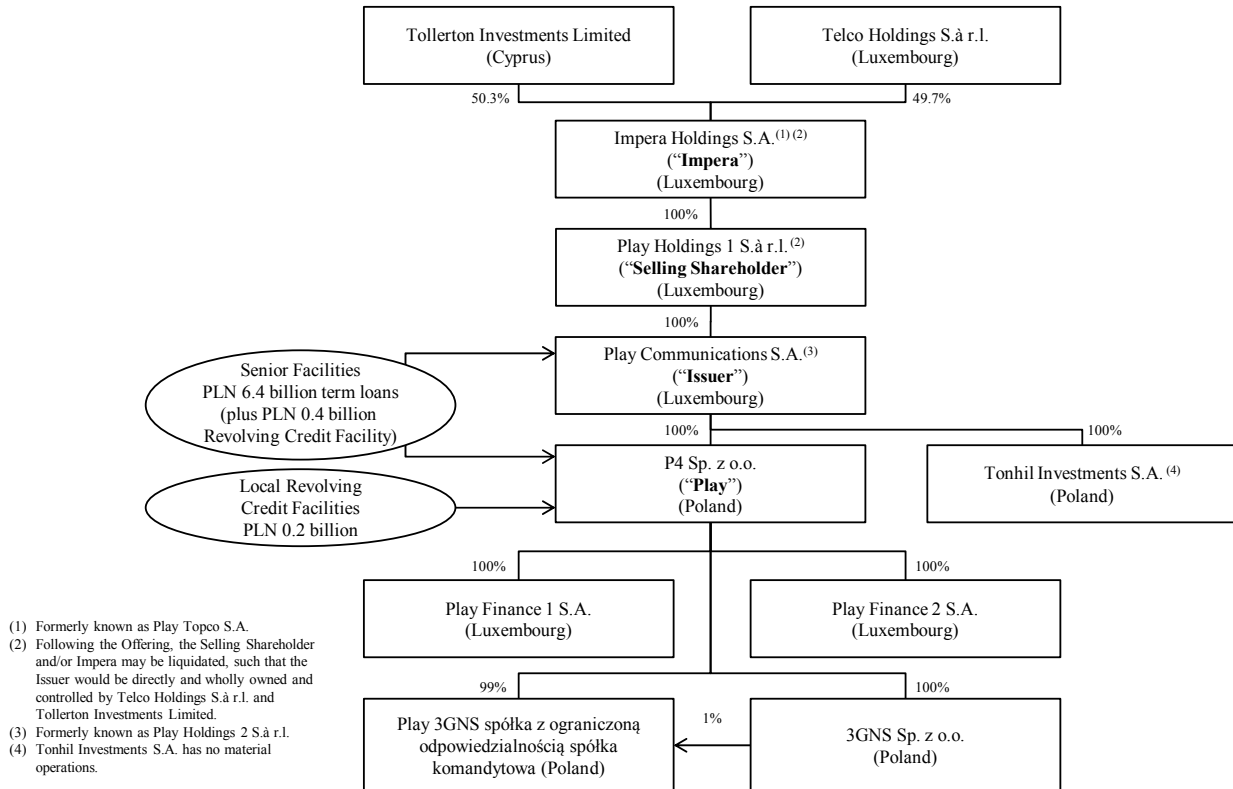 Tollerton Investments Limited
(Cyprus)
Telco Holdings S.à r.l.
(Luxembourg)
50.3%
49.7%
Impera Holdings S.A.(1) (2)
(“Impera”)
(Luxembourg)
100%
Play Holdings 1 S.à r.l.(2)
(“Selling Shareholder”)
(Luxembourg)
100%
Play Communications S.A.(3)
(“Issuer”)
(Luxembourg)
Senior Facilities
PLN 6.4 billion term loans
(plus PLN 0.4 billion
Revolving Credit Facility)
100%
100%
P4 Sp. z o.o.
(“Play”)
(Poland)
Tonhil Investments S.A. (4)
(Poland)
Local Revolving
Credit Facilities
PLN 0.2 billion
100%
100%
Play Finance 1 S.A.
(Luxembourg)
Play Finance 2 S.A.
(Luxembourg)
99%
100%
Play 3GNS spółka z ograniczoną
odpowiedzialnością spółka
komandytowa (Poland)
1%
3GNS Sp. z o.o.
(Poland)
(1) Formerly known as Play Topco S.A.
(2) Following the Offering, the Selling Shareholder
and/or Impera may be liquidated, such that the
Issuer would be directly and wholly owned and
controlled by Telco Holdings S.à r.l. and
Tollerton Investments Limited.
(3) Formerly known as Play Holdings 2 S.à r.l.
(4) Tonhil Investments S.A. has no material
operations.